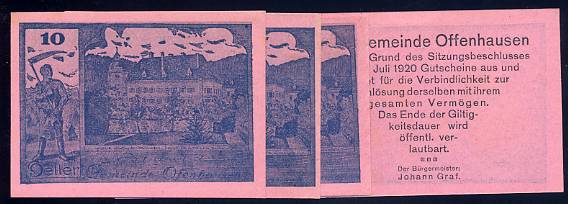 10
Heller
Gemeinde Offenhausen
emeinde Offenhausen
Grund des Sitzungsbeschlusses
Juli 1920 Gutscheine aus und
t für die Verbindlichkeit zur
nlösung derselben mit ihrem
gesamten Vermögen.
Das Ende der Giltig-
keitsdauer wird
öffentl. ver-
lautbart.
***
Der Bürgermeister:
Johann Graf.